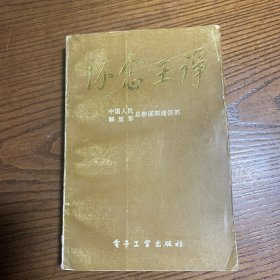 怀念王诤
中国人民
解放军 总参谋部通信部
电子工业出版社